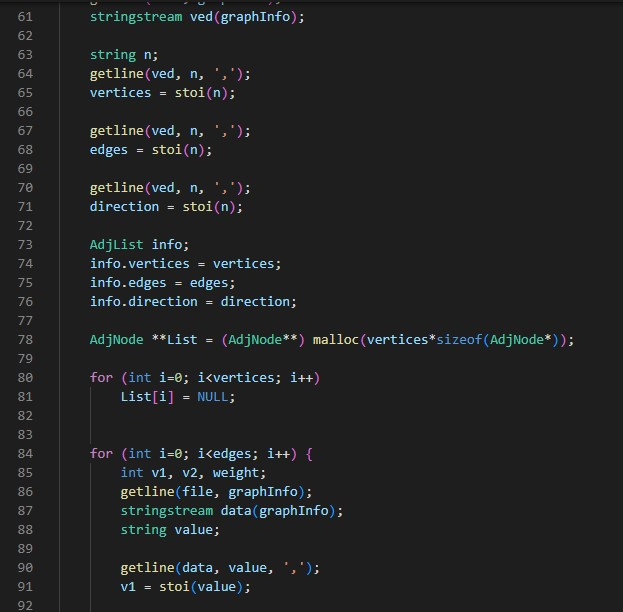 61 stringstream ved(graphInfo);
62
63 string n;
64 getline(ved, n, ',');
65 vertices = stoi(n);
66
67 getline(ved, n, ',');
68 edges = stoi(n);
69
70 getline(ved, n, ',');
71 direction = stoi(n);
72
73 AdjList info;
74 info.vertices = vertices;
75 info.edges = edges;
76 info.direction = direction;
77
78 AdjNode **List = (AdjNode**) malloc(vertices*sizeof(AdjNode*));
79
80 for (int i=0; i<vertices; i++)
81 List[i] = NULL;
82
83
84 for (int i=0; i<edges; i++) {
85 int v1, v2, weight;
86 getline(file, graphInfo);
87 stringstream data(graphInfo);
88 string value;
89
90 getline(data, value, ',');
91 v1 = stoi(value);
92